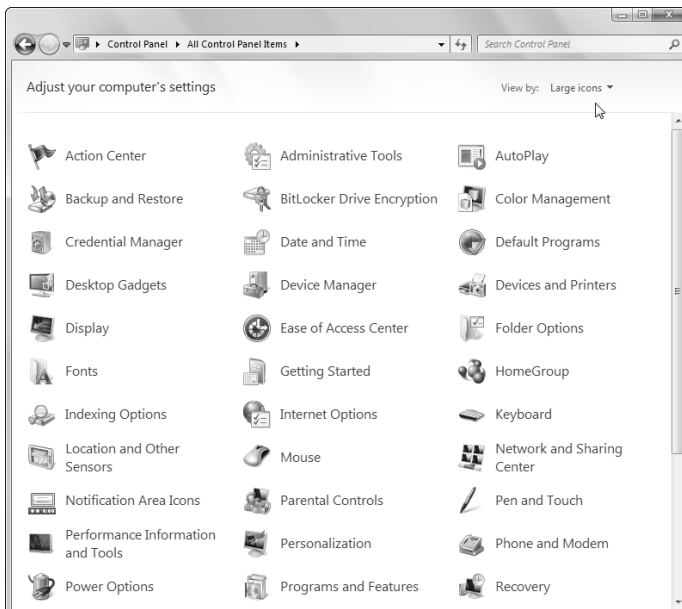 Control Panel All Control Panel Items Search Control Panel
Adjust your computer's settings View by: Large icons
Action Center Administrative Tools AutoPlay
Backup and Restore BitLocker Drive Encryption Color Management
Credential Manager Date and Time Default Programs
Desktop Gadgets Device Manager Devices and Printers
Display Ease of Access Center Folder Options
Fonts Getting Started HomeGroup
Indexing Options Internet Options Keyboard
Location and Other
Sensors
Mouse
Network and Sharing
Center
Notification Area Icons Parental Controls Pen and Touch
Performance Information
and Tools
Personalization Phone and Modem
Power Options Programs and Features Recovery